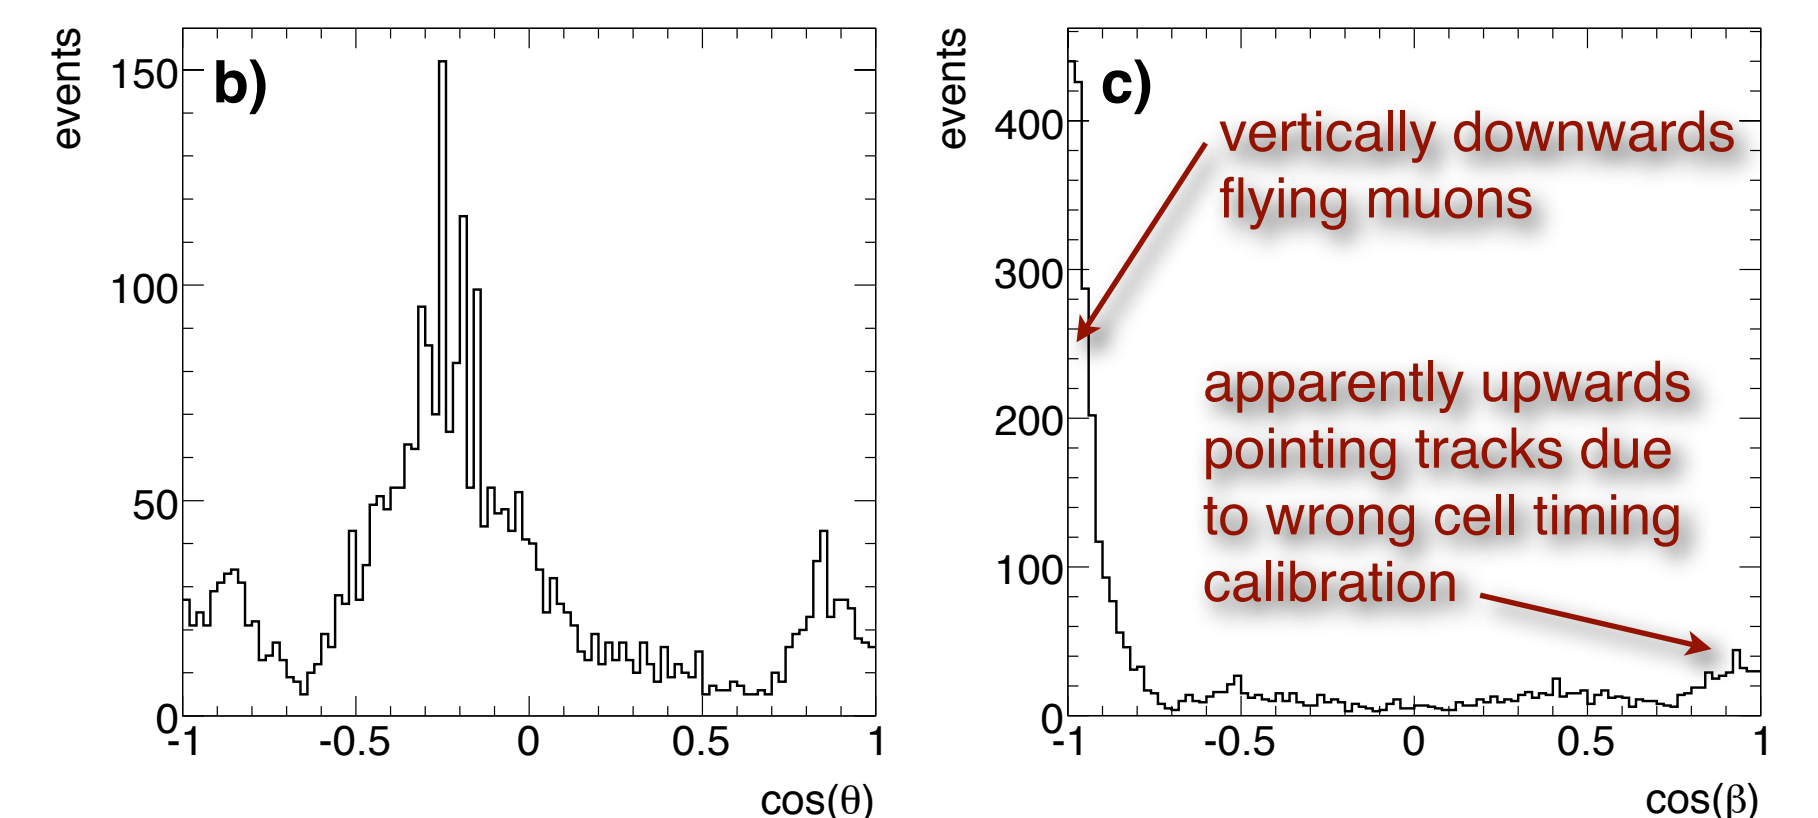 events
150
100
50
0
-1
-0.5
0
0.5
1
cos(θ)
b)
events
400
300
200
100
0
-1
-0.5
0
0.5
1
cos(β)
c)
vertically downwards
flying muons
apparently upwards
pointing tracks due
to wrong cell timing
calibration